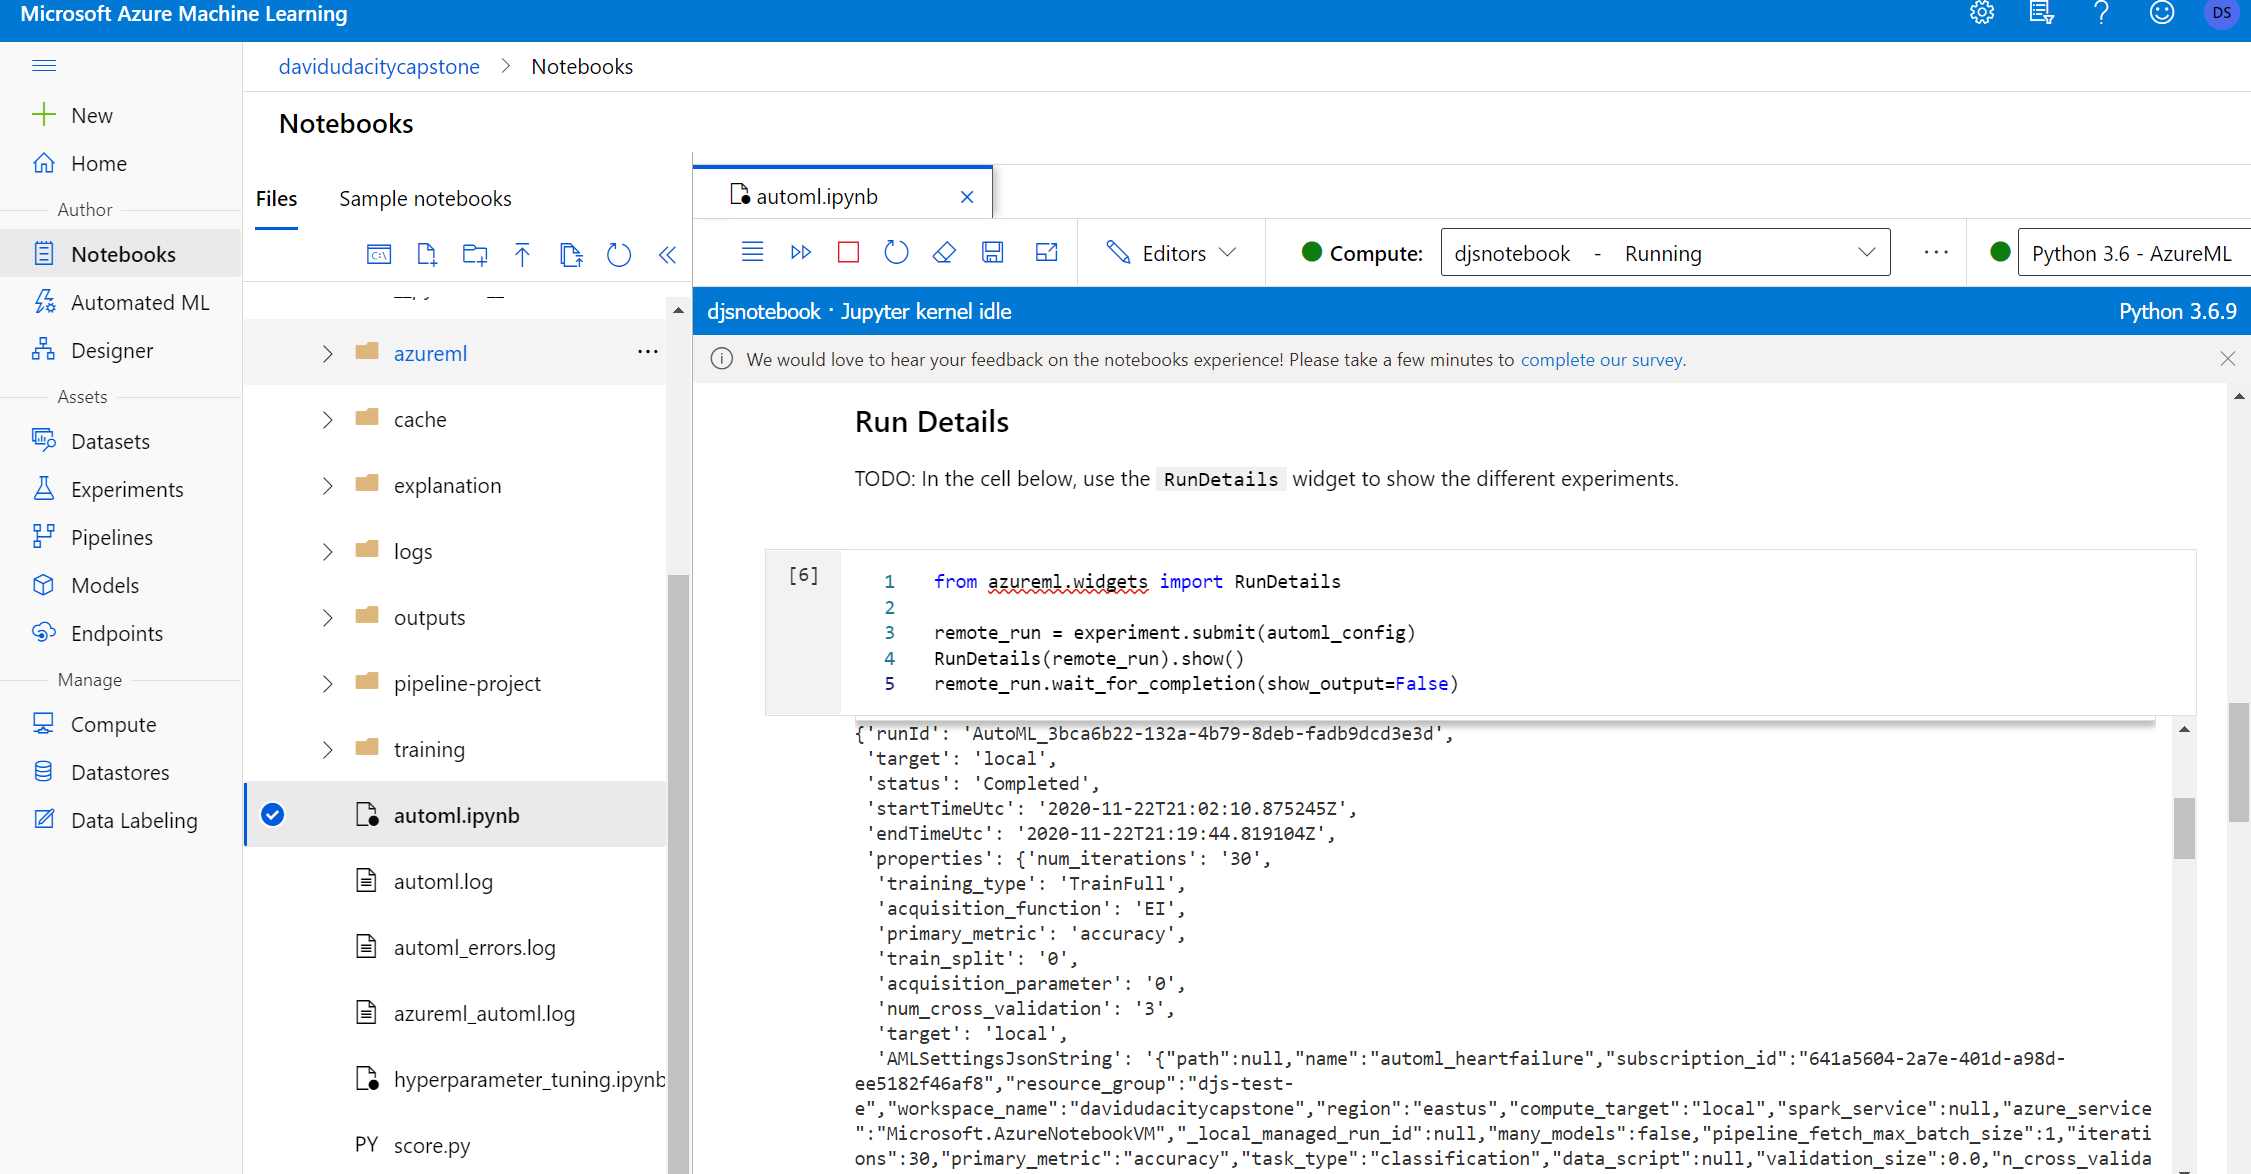 Microsoft Azure Machine Learning
DS
davidudacitycapstone > Notebooks
New
Home
Author
Notebooks
Automated ML
Designer
Assets
Datasets
Experiments
Pipelines
Models
Endpoints
Manage
Compute
Datastores
Data Labeling
Notebooks
Files Sample notebooks
azureml ...
cache
explanation
logs
outputs
pipeline-project
training
automl.ipynb
automl.log
automl_errors.log
azureml_automl.log
hyperparameter_tuning.ipynb
PY score.py
automl.ipynb
Editors Compute: djsnotebook - Running ... Python 3.6 - AzureML
djsnotebook · Jupyter kernel idle Python 3.6.9
We would love to hear your feedback on the notebooks experience! Please take a few minutes to complete our survey.
Run Details
TODO: In the cell below, use the RunDetails widget to show the different experiments.
[6]
1 from azureml.widgets import RunDetails
2
3 remote_run = experiment.submit(automl_config)
4 RunDetails(remote_run).show()
5 remote_run.wait_for_completion(show_output=False)
{'runId': 'AutoML_3bca6b22-132a-4b79-8deb-fadb9dcd3e3d',
'target': 'local',
'status': 'Completed',
'startTimeUtc': '2020-11-22T21:02:10.875245Z',
'endTimeUtc': '2020-11-22T21:19:44.819104Z',
'properties': {'num_iterations': '30',
'training_type': 'TrainFull',
'acquisition_function': 'EI',
'primary_metric': 'accuracy',
'train_split': '0',
'acquisition_parameter': '0',
'num_cross_validation': '3',
'target': 'local',
'AMLSettingsJsonString': '{"path":null,"name":"automl_heartfailure","subscription_id":"641a5604-2a7e-401d-a98d-
ee5182f46af8","resource_group":"djs-test-
e","workspace_name":"davidudacitycapstone","region":"eastus","compute_target":"local","spark_service":null,"azure_service
":"Microsoft.AzureNotebookVM","_local_managed_run_id":null,"many_models":false,"pipeline_fetch_max_batch_size":1,"iterati
ons":30,"primary_metric":"accuracy","task_type":"classification","data_script":null,"validation_size":0.0,"n_cross_valida